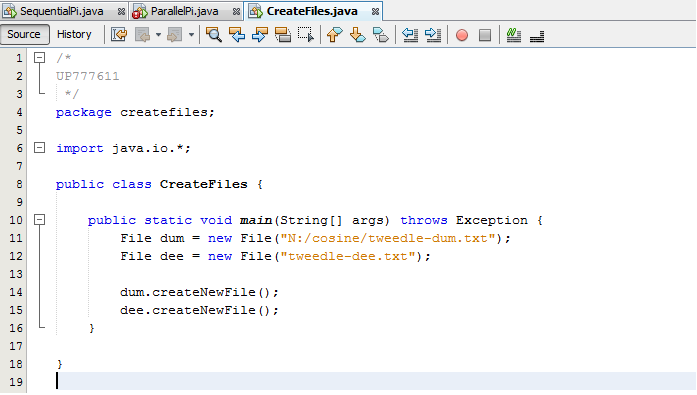 SequentialPi.java ParallelPi.java CreateFiles.java
Source History
1 /*
2 UP777611
3 */
4 package createfiles;
5
6 import java.io.*;
7
8 public class CreateFiles {
9
10 public static void main(String[] args) throws Exception {
11 File dum = new File("N:/cosine/tweedle-dum.txt");
12 File dee = new File("tweedle-dee.txt");
13
14 dum.createNewFile();
15 dee.createNewFile();
16 }
17
18 }
19